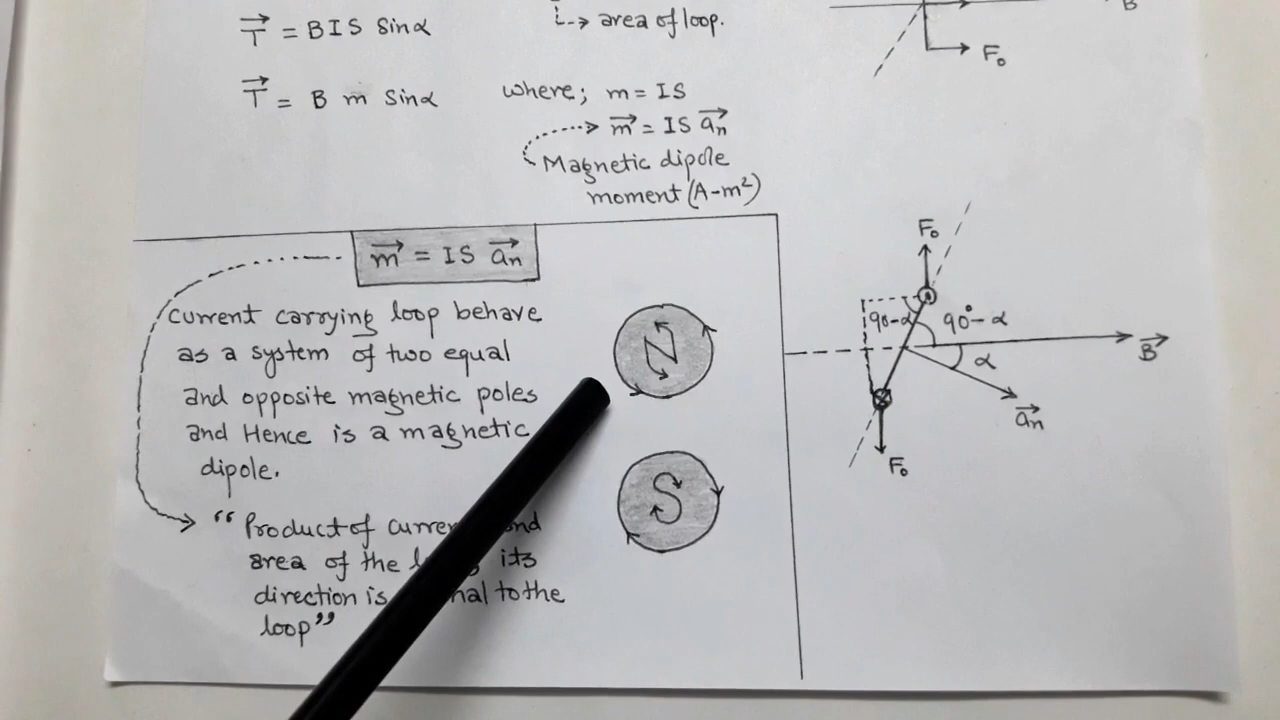 T = BIS Sinα
area of loop.
B
F₀
T = B m Sinα
where; m = IS
m = IS aₙ
Magnetic dipole
moment (A-m²)
m = IS aₙ
Current carrying loop behave
as a system of two equal
and opposite magnetic poles
and Hence is a magnetic
dipole.
"Product of curre nd
area of the its
direction is nal to the
loop"
N
S
F₀
90-α
90°-α
B
α
aₙ
F₀